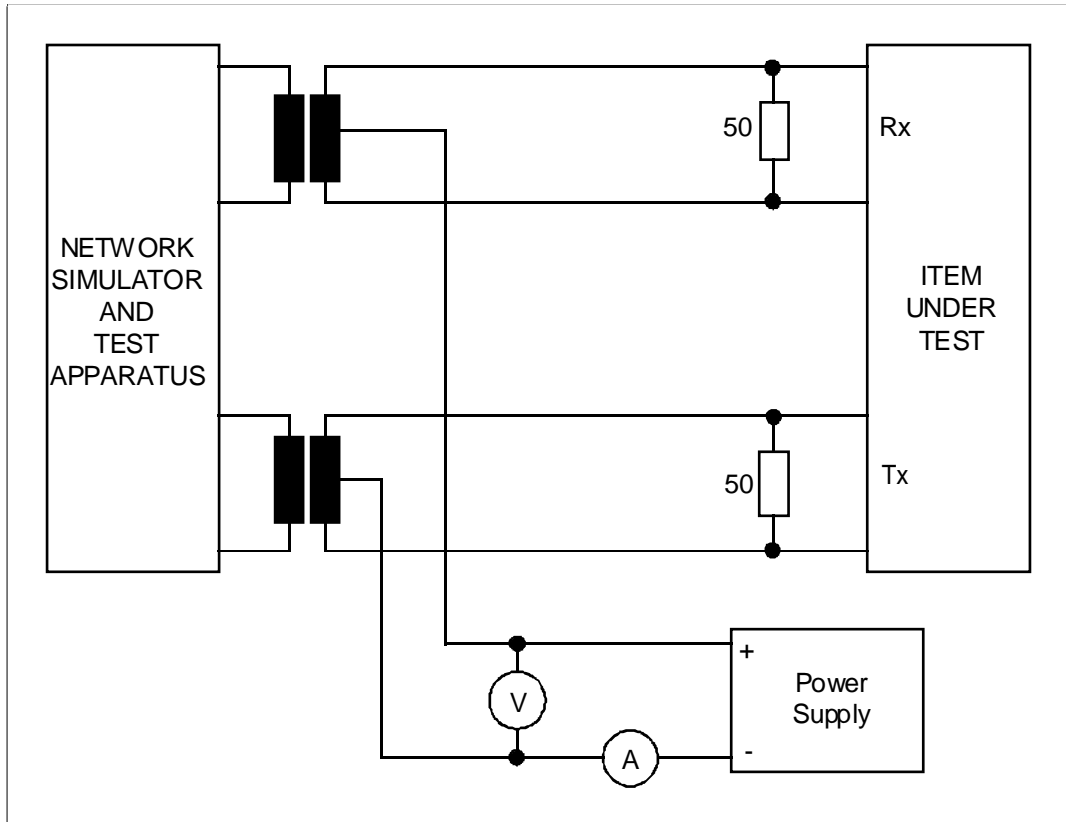 50
Rx
NETWORK
SIMULATOR
AND
TEST
APPARATUS
ITEM
UNDER
TEST
50
Tx
+
V
Power
Supply
A
-